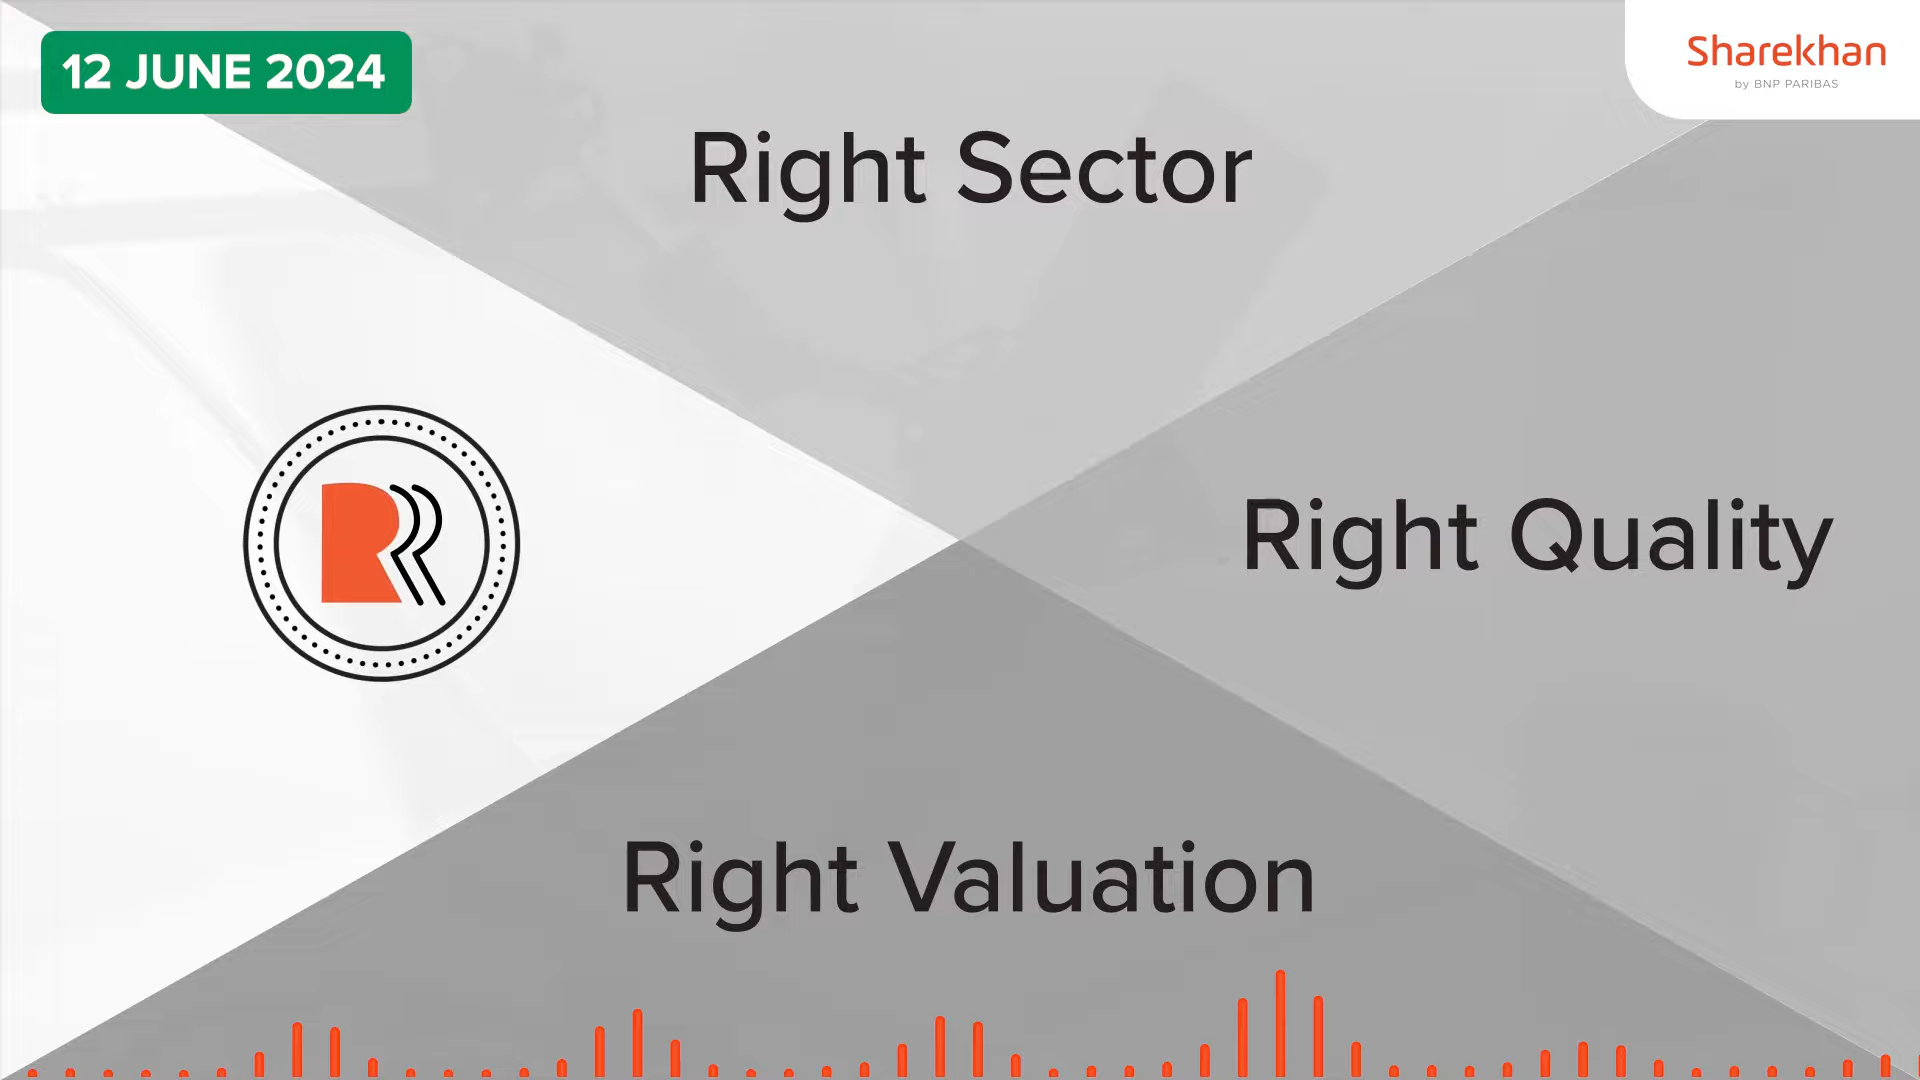 12 JUNE 2024
Sharekhan
by BNP PARIBAS
Right Sector
R
Right Quality
Right Valuation